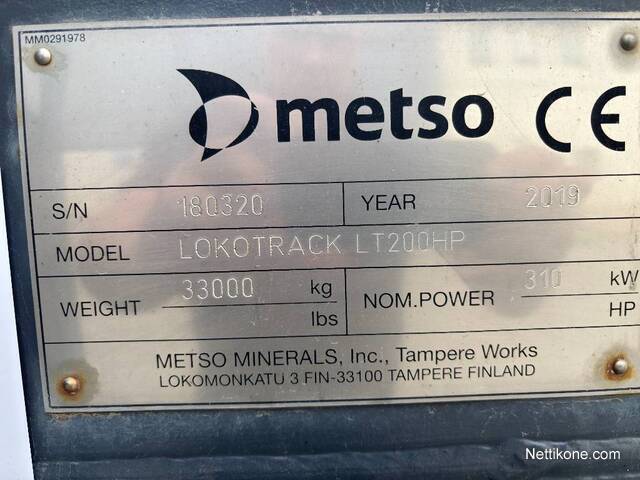 MM0291978
metso CE
S/N 180320 YEAR 2019
MODEL LOKOTRACK LT200HP
WEIGHT 33000 kg NOM.POWER 310 kW
lbs HP
METSO MINERALS, Inc., Tampere Works
LOKOMONKATU 3 FIN-33100 TAMPERE FINLAND
Nettikone.com